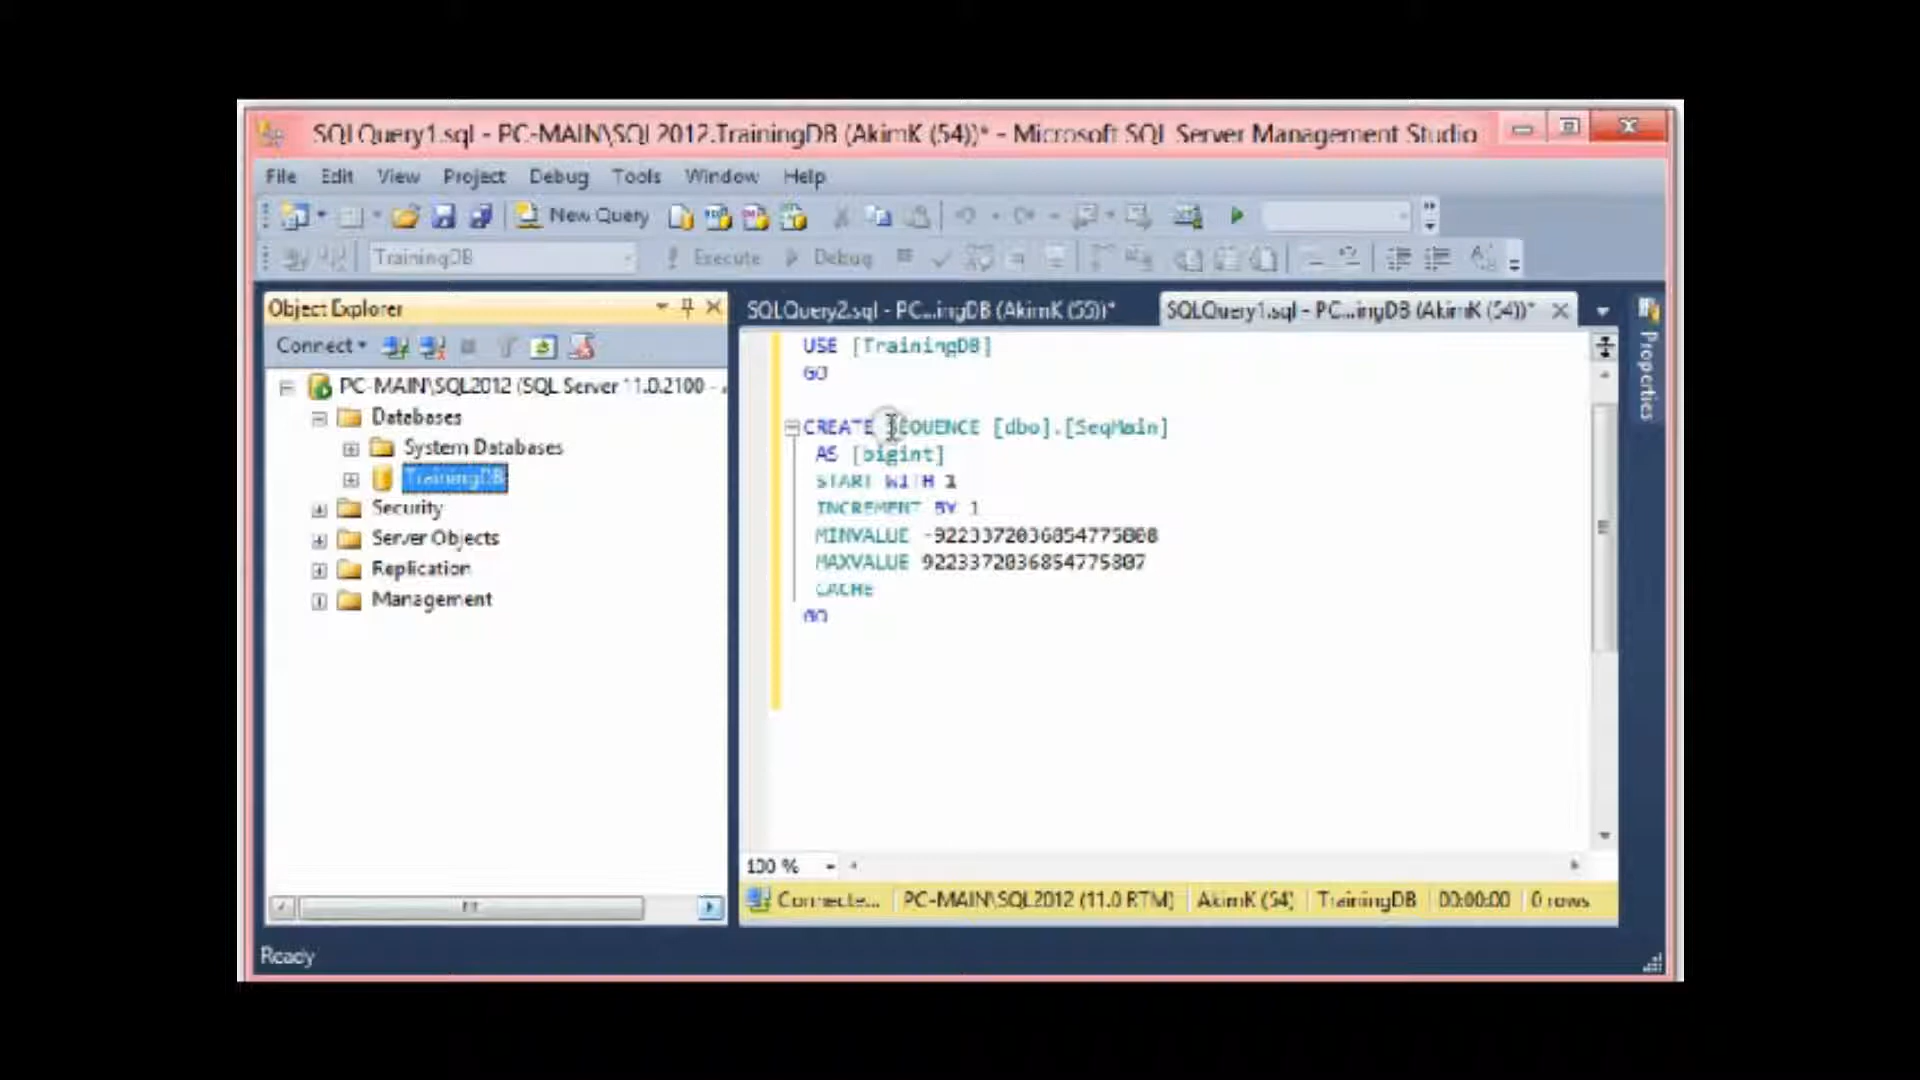 SQLQuery1.sql - PC-MAIN\SQL2012.TrainingDB (AkimK (54))* - Microsoft SQL Server Management Studio
File Edit View Project Debug Tools Window Help
New Query
TrainingDB Execute Debug
Object Explorer
Connect
PC-MAIN\SQL2012 (SQL Server 11.0.2100 -
Databases
System Databases
TrainingDB
Security
Server Objects
Replication
Management
SQLQuery2.sql - PC...ingDB (AkimK (55))*
SQLQuery1.sql - PC...ingDB (AkimK (54))*
USE [TrainingDB]
GO
CREATE SEQUENCE [dbo].[SeqMain]
AS [bigint]
START WITH 1
INCREMENT BY 1
MINVALUE -9223372036854775808
MAXVALUE 9223372036854775807
CACHE
GO
Properties
100 %
Connecte... PC-MAIN\SQL2012 (11.0 RTM) AkimK (54) TrainingDB 00:00:00 0 rows
Ready